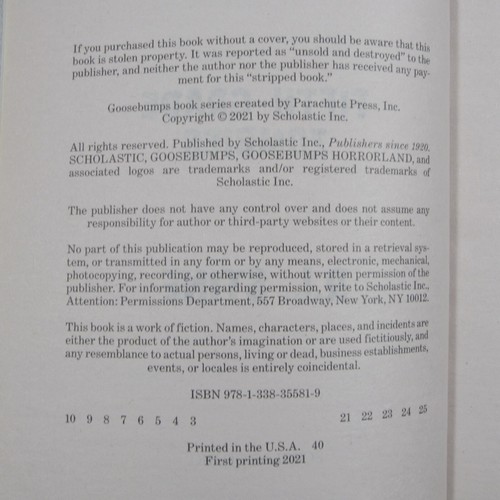 If you purchased this book without a cover, you should be aware that this
book is stolen property. It was reported as “unsold and destroyed” to the
publisher, and neither the author nor the publisher has received any pay-
ment for this “stripped book.”
Goosebumps book series created by Parachute Press, Inc.
Copyright © 2021 by Scholastic Inc.
All rights reserved. Published by Scholastic Inc., Publishers since 1920.
SCHOLASTIC, GOOSEBUMPS, GOOSEBUMPS HORRORLAND, and
associated logos are trademarks and/or registered trademarks of
Scholastic Inc.
The publisher does not have any control over and does not assume any
responsibility for author or third-party websites or their content.
No part of this publication may be reproduced, stored in a retrieval sys-
tem, or transmitted in any form or by any means, electronic, mechanical,
photocopying, recording, or otherwise, without written permission of the
publisher. For information regarding permission, write to Scholastic Inc.,
Attention: Permissions Department, 557 Broadway, New York, NY 10012.
This book is a work of fiction. Names, characters, places, and incidents are
either the product of the author’s imagination or are used fictitiously, and
any resemblance to actual persons, living or dead, business establishments,
events, or locales is entirely coincidental.
ISBN 978-1-338-35581-9
10 9 8 7 6 5 4 3 21 22 23 24 25
Printed in the U.S.A. 40
First printing 2021